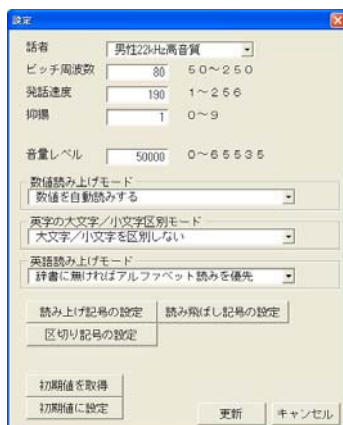 設定
話者 男性22kHz高音質
ピッチ周波数 80 50～250
発話速度 190 1～256
抑揚 1 0～9
音量レベル 50000 0～65535
数値読み上げモード
数値を自動読みする
英字の大文字／小文字区別モード
大文字／小文字を区別しない
英語読み上げモード
辞書に無ければアルファベット読みを優先
読み上げ記号の設定 読み飛ばし記号の設定
区切り記号の設定
初期値を取得
初期値に設定 更新 キャンセル